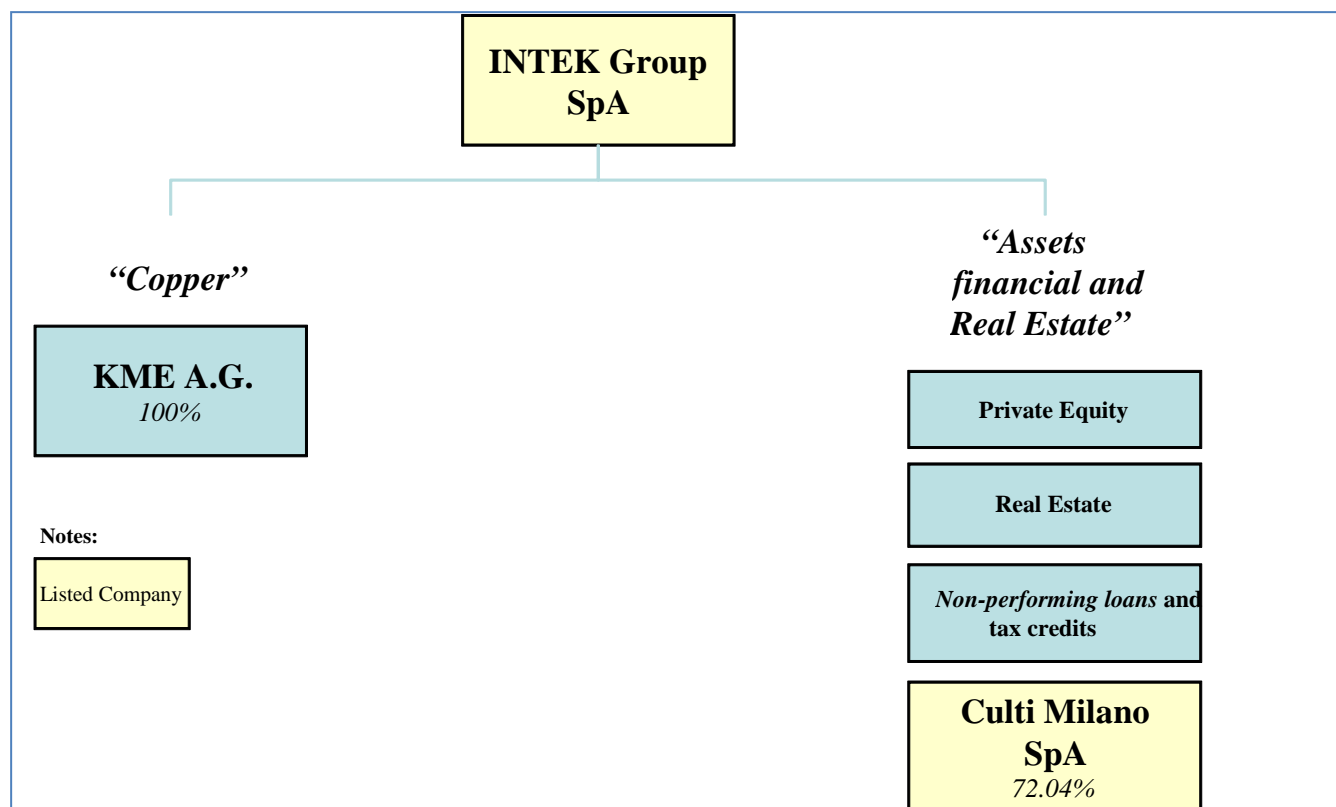 INTEK Group
SpA
“Copper”
KME A.G.
100%
Notes:
Listed Company
“Assets
financial and
Real Estate”
Private Equity
Real Estate
Non-performing loans and
tax credits
Culti Milano
SpA
72.04%